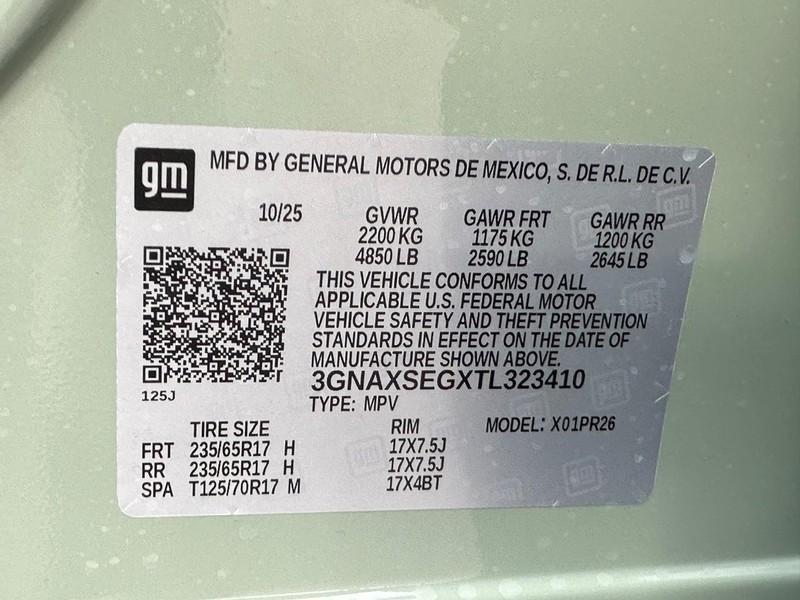 gm MFD BY GENERAL MOTORS DE MEXICO, S. DE R.L. DE C.V.
10/25 GVWR GAWR FRT GAWR RR
2200 KG 1175 KG 1200 KG
4850 LB 2590 LB 2645 LB
THIS VEHICLE CONFORMS TO ALL
APPLICABLE U.S. FEDERAL MOTOR
VEHICLE SAFETY AND THEFT PREVENTION
STANDARDS IN EFFECT ON THE DATE OF
MANUFACTURE SHOWN ABOVE.
3GNAXSEGXTL323410
125J
TYPE: MPV
TIRE SIZE RIM MODEL: X01PR26
FRT 235/65R17 H 17X7.5J
RR 235/65R17 H 17X7.5J
SPA T125/70R17 M 17X4BT